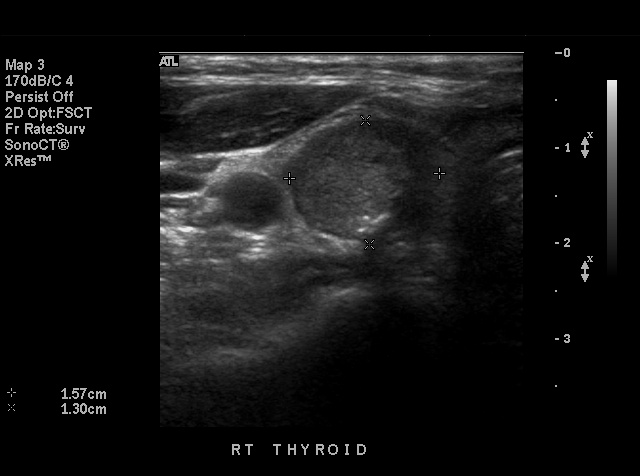 Map 3
170dB/C 4
Persist Off
2D Opt:FSCT
Fr Rate:Surv
SonoCT®
XRes™
ATL
0
1
x
2
x
3
1.57cm
1.30cm
RT THYROID